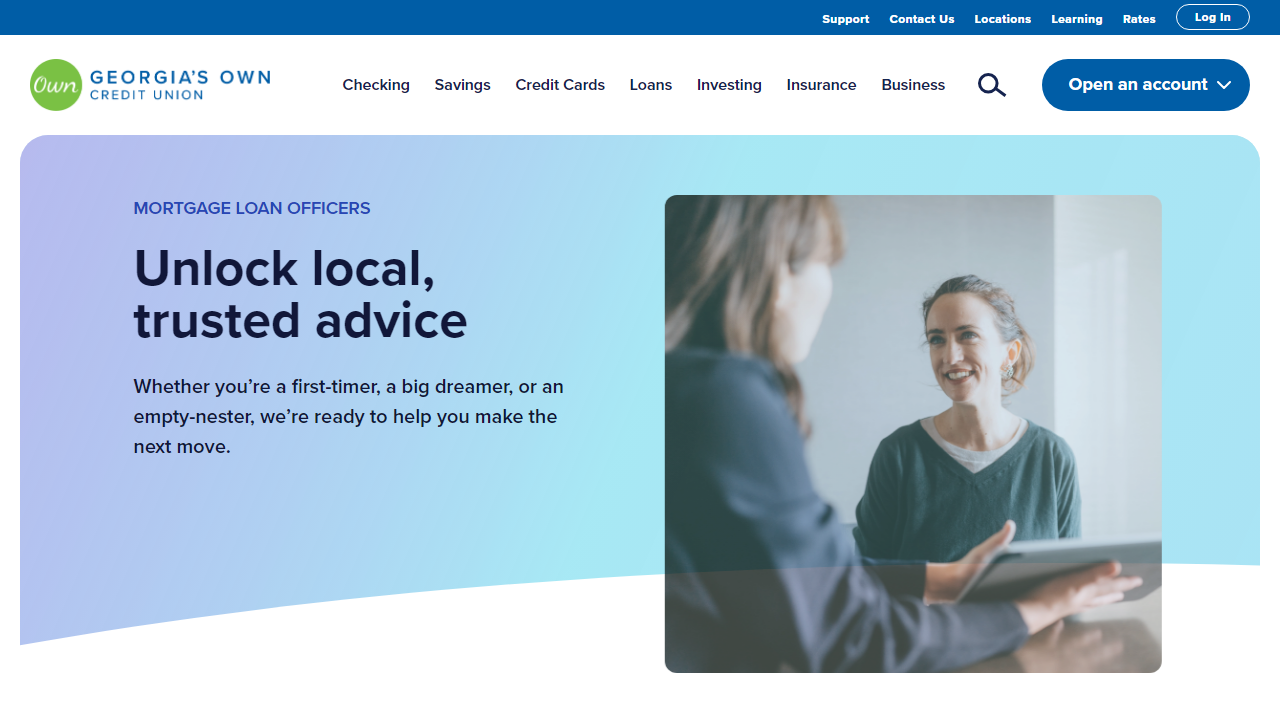 Support Contact Us Locations Learning Rates Log In
Own GEORGIA'S OWN
CREDIT UNION
Checking Savings Credit Cards Loans Investing Insurance Business Open an account
MORTGAGE LOAN OFFICERS
Unlock local,
trusted advice
Whether you’re a first-timer, a big dreamer, or an
empty-nester, we’re ready to help you make the
next move.